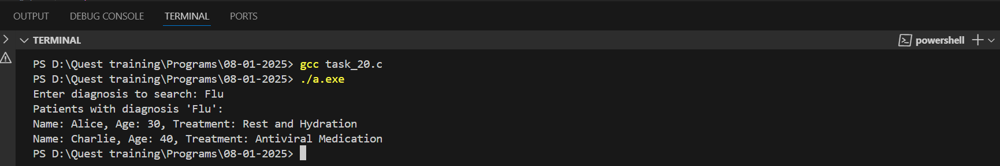 OUTPUT DEBUG CONSOLE TERMINAL PORTS
TERMINAL powershell
PS D:\Quest training\Programs\08-01-2025> gcc task_20.c
PS D:\Quest training\Programs\08-01-2025> ./a.exe
Enter diagnosis to search: Flu
Patients with diagnosis 'Flu':
Name: Alice, Age: 30, Treatment: Rest and Hydration
Name: Charlie, Age: 40, Treatment: Antiviral Medication
PS D:\Quest training\Programs\08-01-2025>